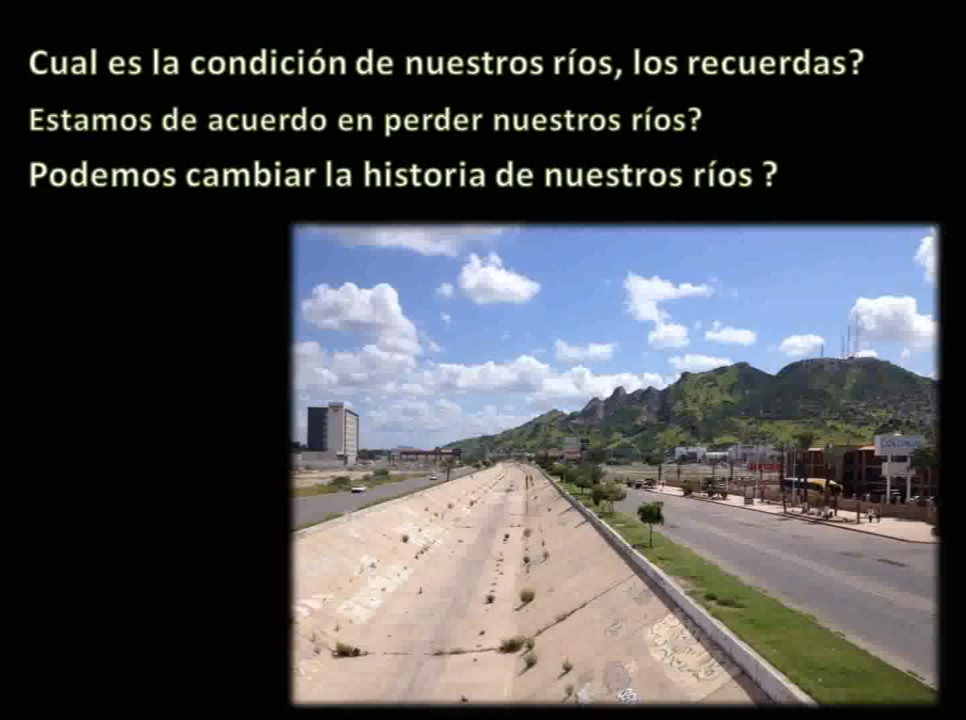 Cual es la condición de nuestros ríos, los recuerdas?
Estamos de acuerdo en perder nuestros ríos?
Podemos cambiar la historia de nuestros ríos ?